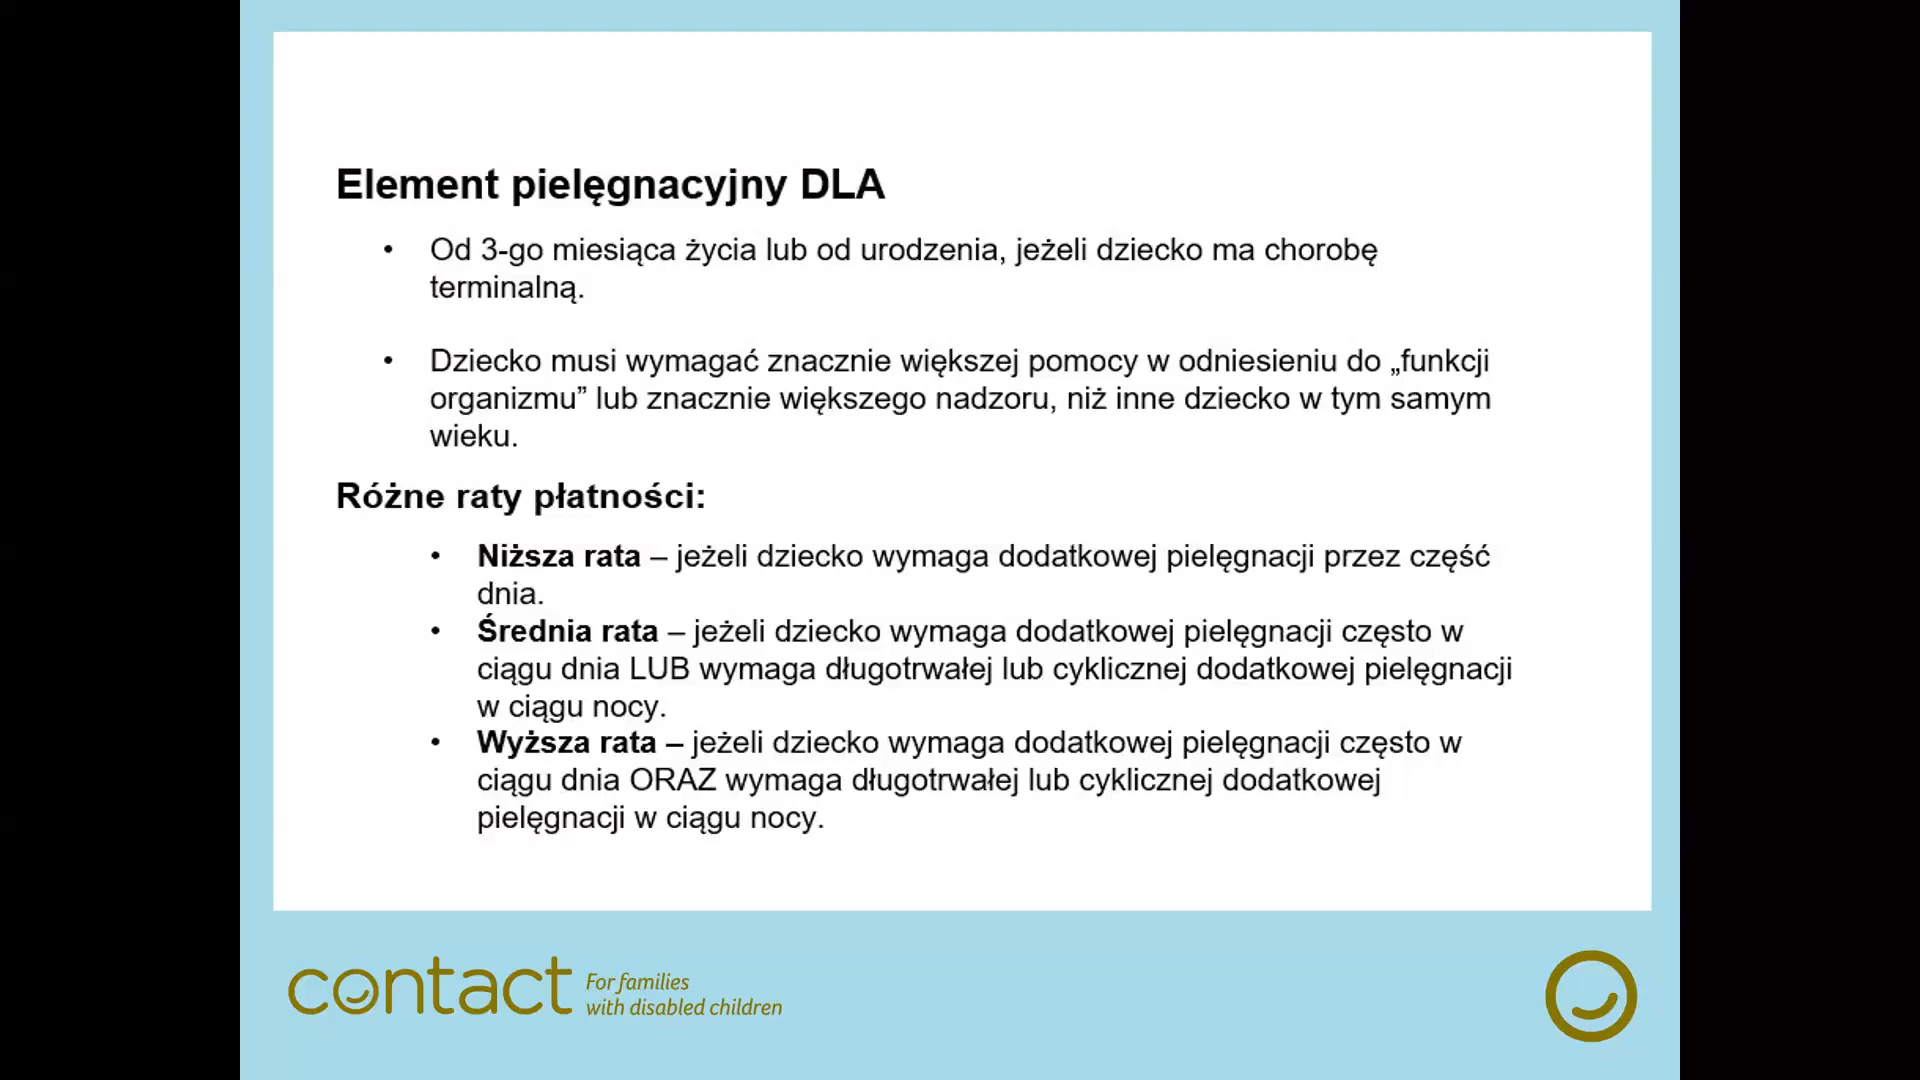 Element pielęgnacyjny DLA
• Od 3-go miesiąca życia lub od urodzenia, jeżeli dziecko ma chorobę
terminalną.
• Dziecko musi wymagać znacznie większej pomocy w odniesieniu do „funkcji
organizmu” lub znacznie większego nadzoru, niż inne dziecko w tym samym
wieku.
Różne raty płatności:
• Niższa rata – jeżeli dziecko wymaga dodatkowej pielęgnacji przez część
dnia.
• Średnia rata – jeżeli dziecko wymaga dodatkowej pielęgnacji często w
ciągu dnia LUB wymaga długotrwałej lub cyklicznej dodatkowej pielęgnacji
w ciągu nocy.
• Wyższa rata – jeżeli dziecko wymaga dodatkowej pielęgnacji często w
ciągu dnia ORAZ wymaga długotrwałej lub cyklicznej dodatkowej
pielęgnacji w ciągu nocy.
contact
For families
with disabled children